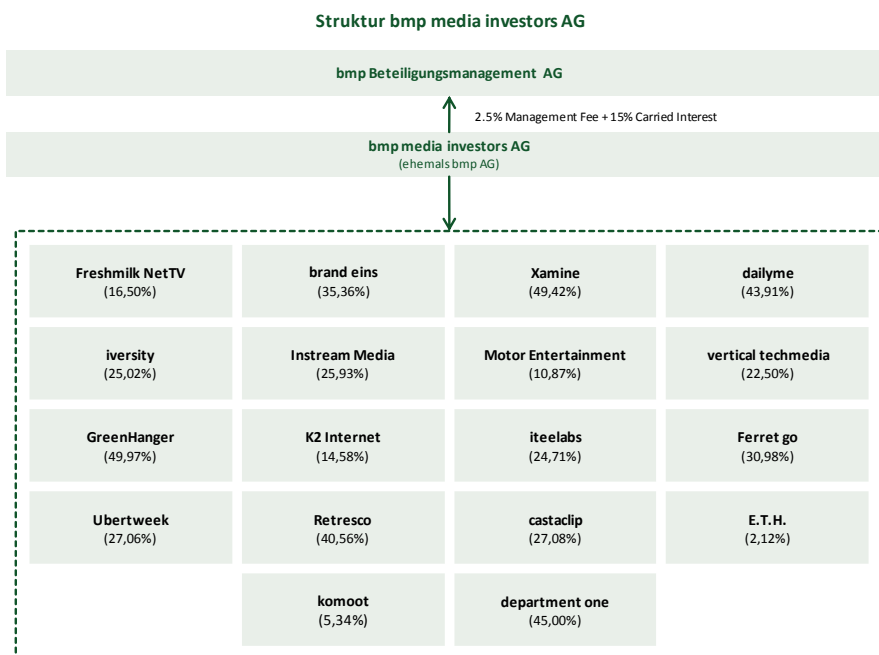 Struktur bmp media investors AG
bmp Beteiligungsmanagement AG
2.5% Management Fee + 15% Carried Interest
bmp media investors AG
(ehemals bmp AG)
Freshmilk NetTV
(16,50%)
brand eins
(35,36%)
Xamine
(49,42%)
dailyme
(43,91%)
iversity
(25,02%)
Instream Media
(25,93%)
Motor Entertainment
(10,87%)
vertical techmedia
(22,50%)
GreenHanger
(49,97%)
K2 Internet
(14,58%)
iteelabs
(24,71%)
Ferret go
(30,98%)
Ubertweek
(27,06%)
Retresco
(40,56%)
castaclip
(27,08%)
E.T.H.
(2,12%)
komoot
(5,34%)
department one
(45,00%)